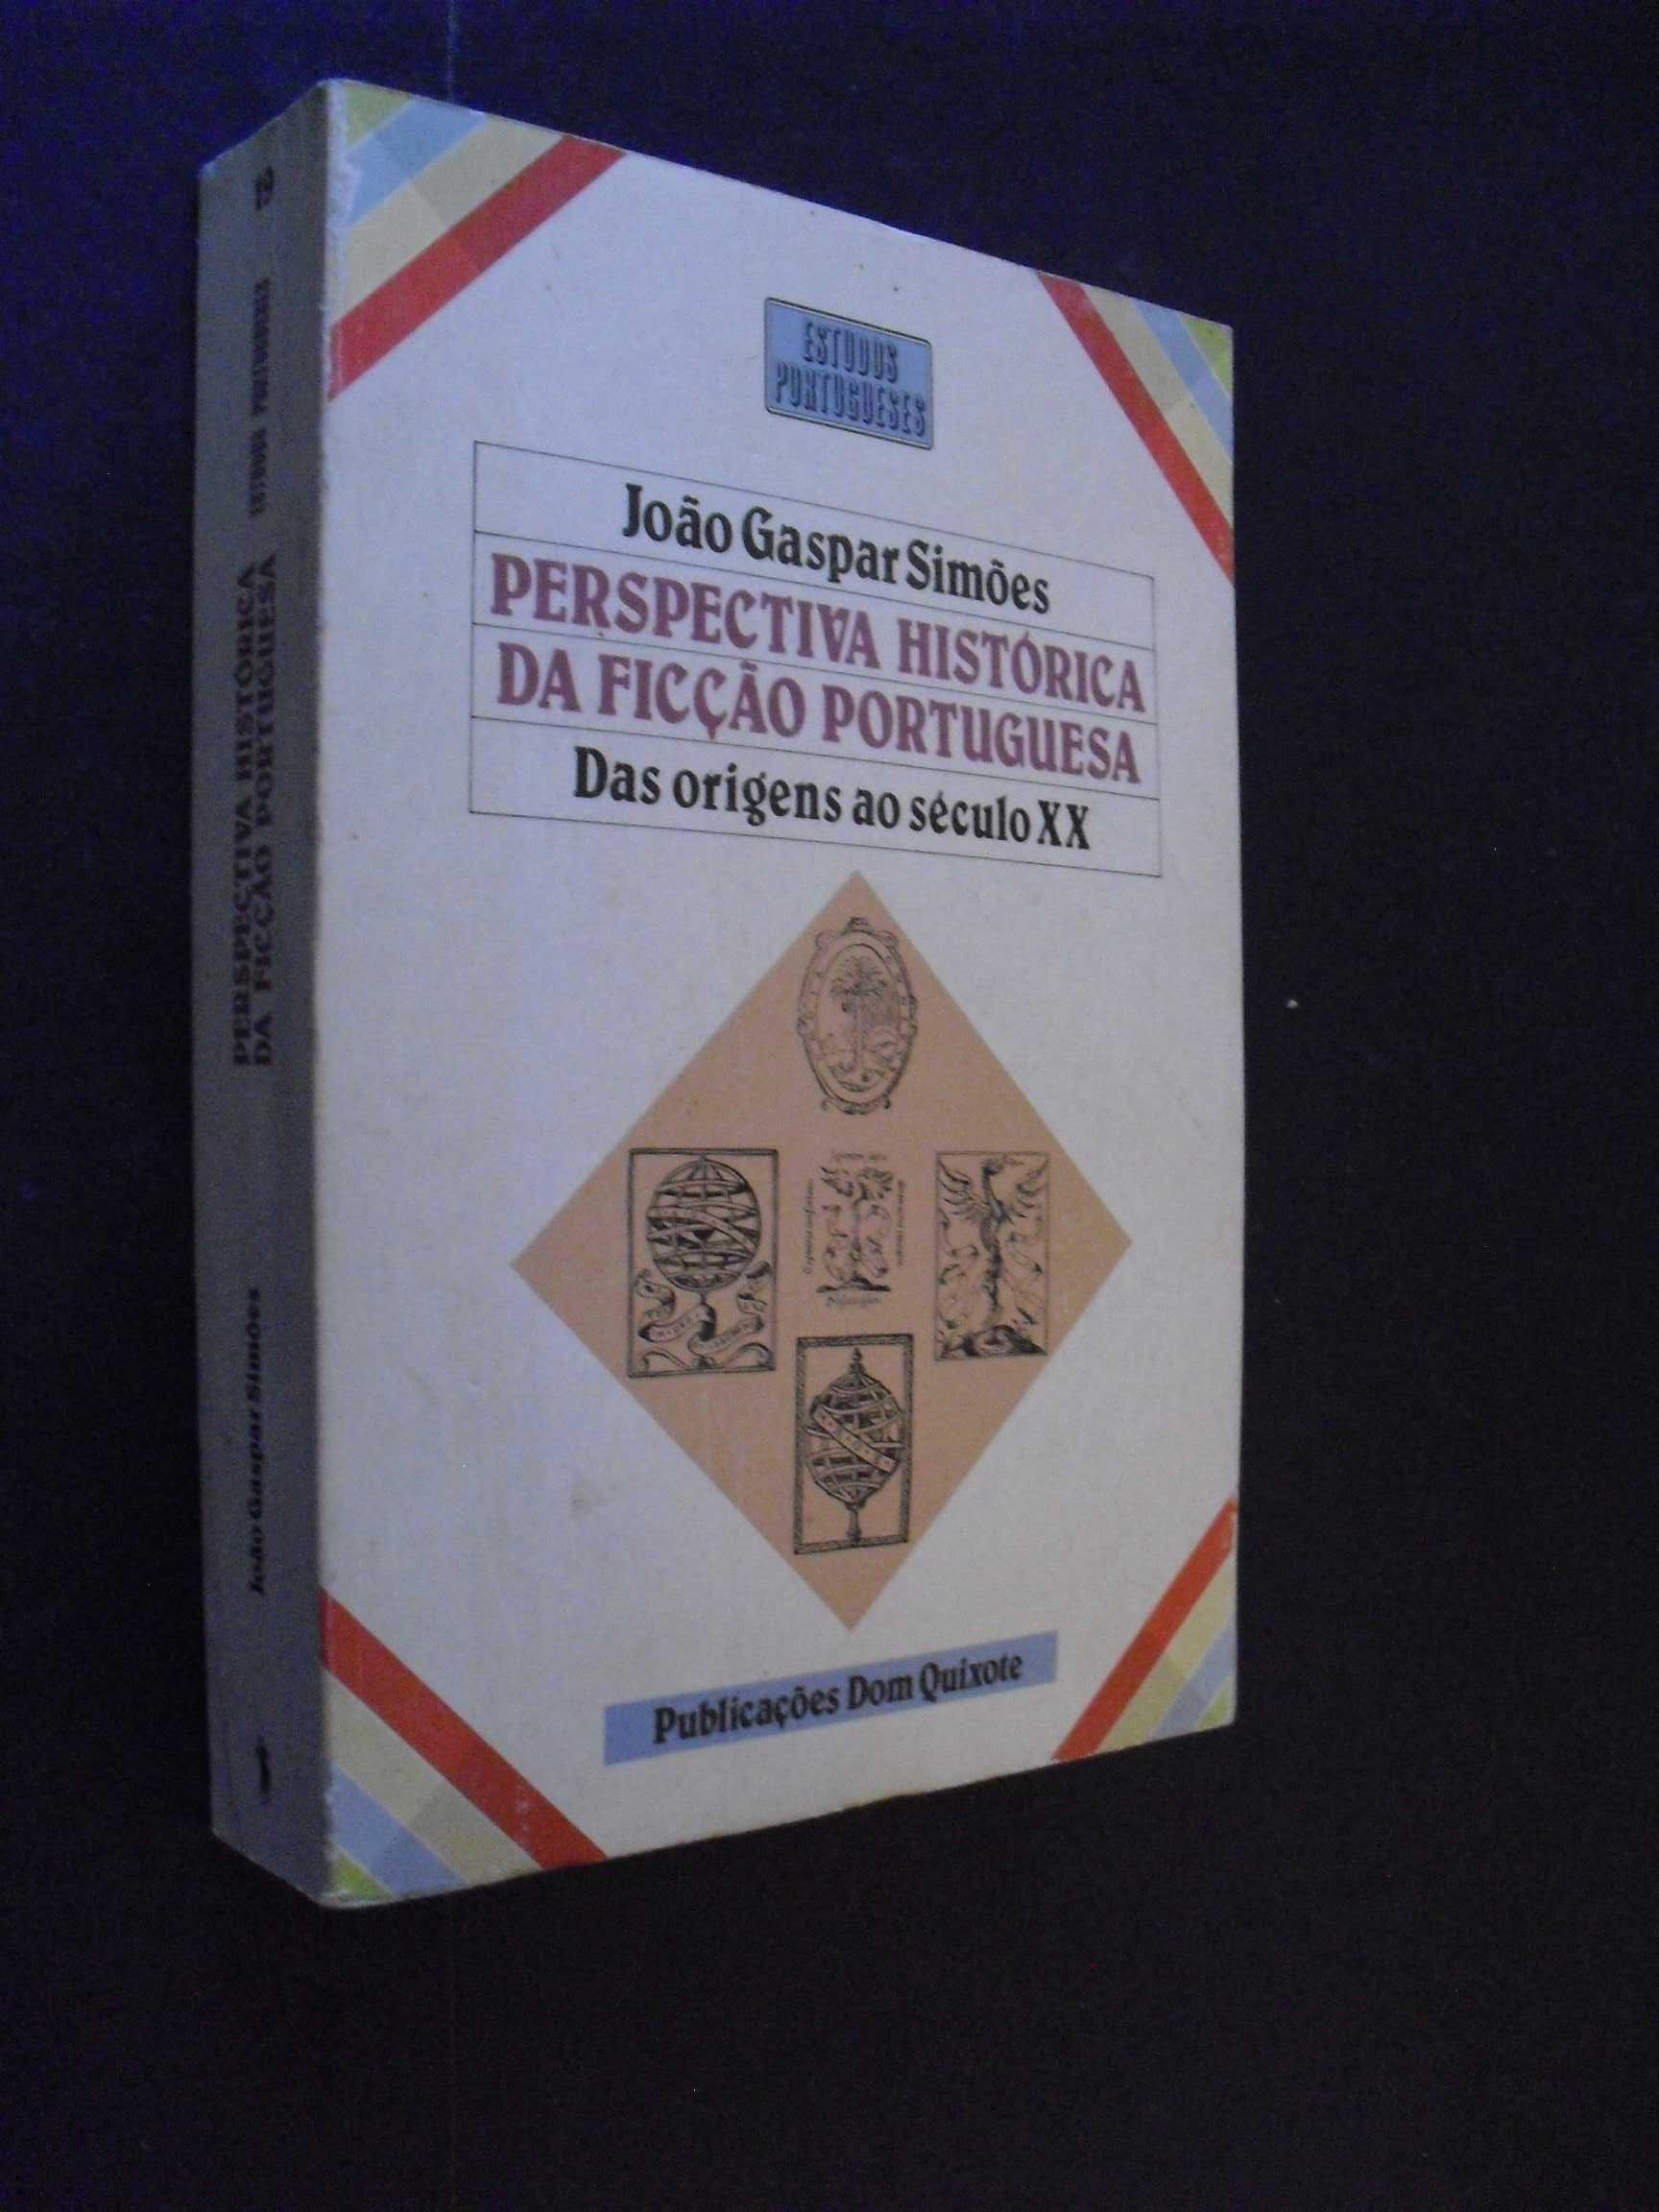 ESTUDOS
PORTUGUESES
João Gaspar Simões
PERSPECTIVA HISTÓRICA
DA FICÇÃO PORTUGUESA
Das origens ao século XX
Publicações Dom Quixote
ESTUDOS PORTUGUESES
PERSPECTIVA HISTÓRICA
DA FICÇÃO PORTUGUESA
João Gaspar Simões